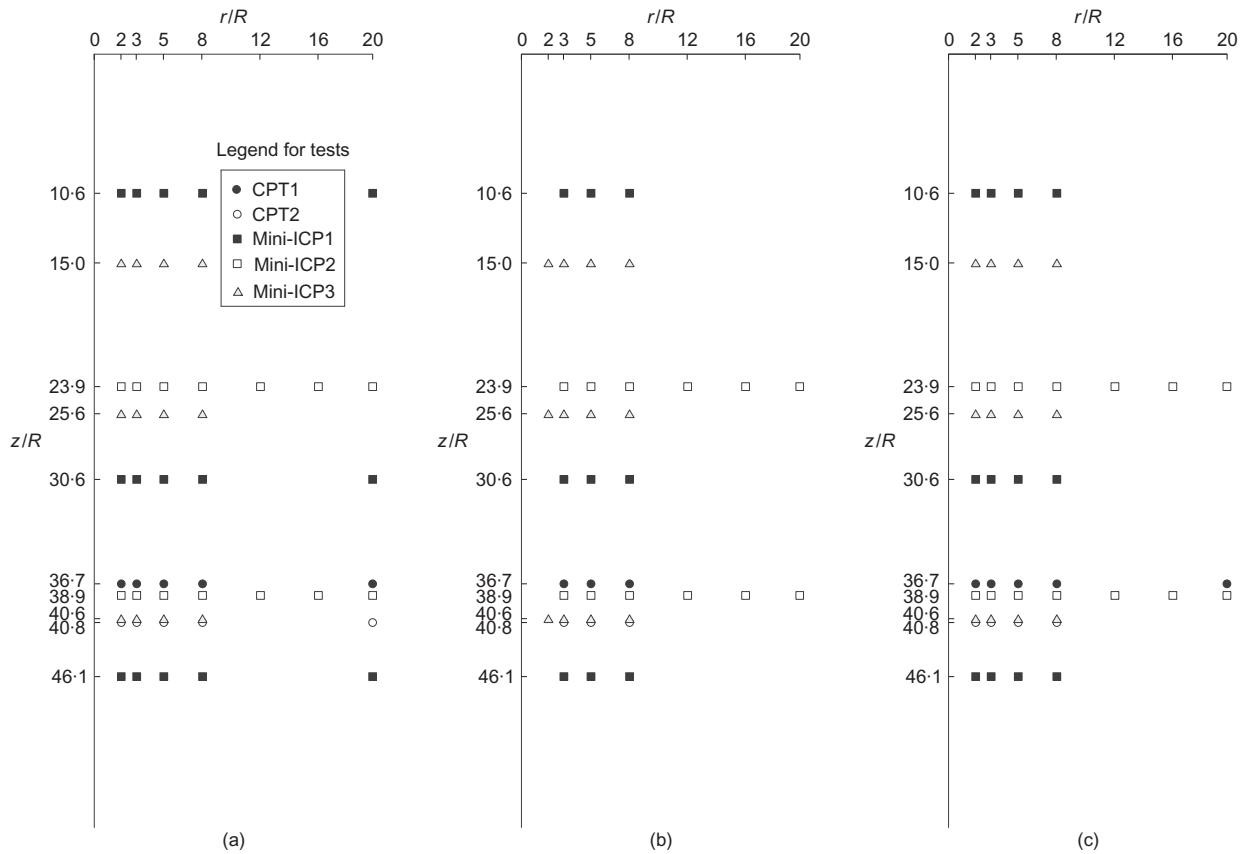 r/R
0 2 3 5 8 12 16 20
Legend for tests
CPT1
CPT2
Mini-ICP1
Mini-ICP2
Mini-ICP3
10·6
15·0
23·9
25·6
z/R
30·6
36·7
38·9
40·6
40·8
46·1
(a)
r/R
0 2 3 5 8 12 16 20
10·6
15·0
23·9
25·6
z/R
30·6
36·7
38·9
40·6
40·8
46·1
(b)
r/R
0 2 3 5 8 12 16 20
10·6
15·0
23·9
25·6
z/R
30·6
36·7
38·9
40·6
40·8
46·1
(c)